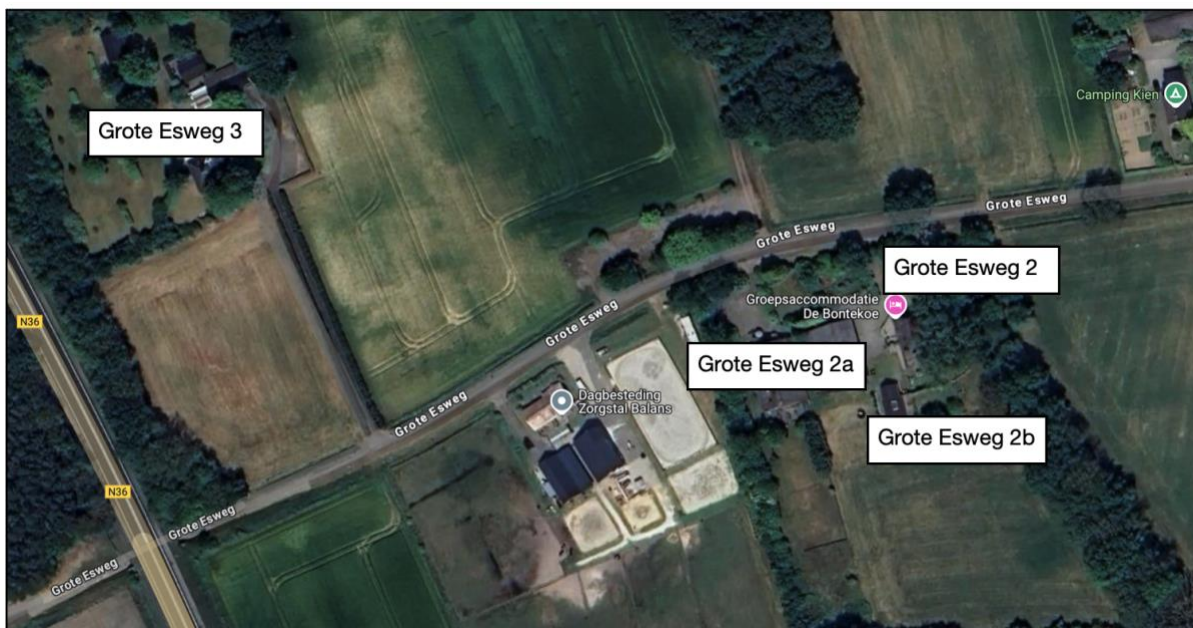 Camping Kien
Grote Esweg 3
Grote Esweg
Grote Esweg
Grote Esweg 2
Groepsaccommodatie
De Bontekoe
N36
Grote Esweg
Grote Esweg 2a
Dagbesteding
Zorgstal Balans
Grote Esweg
Grote Esweg 2b
N36
Grote Esweg
Grote Esweg